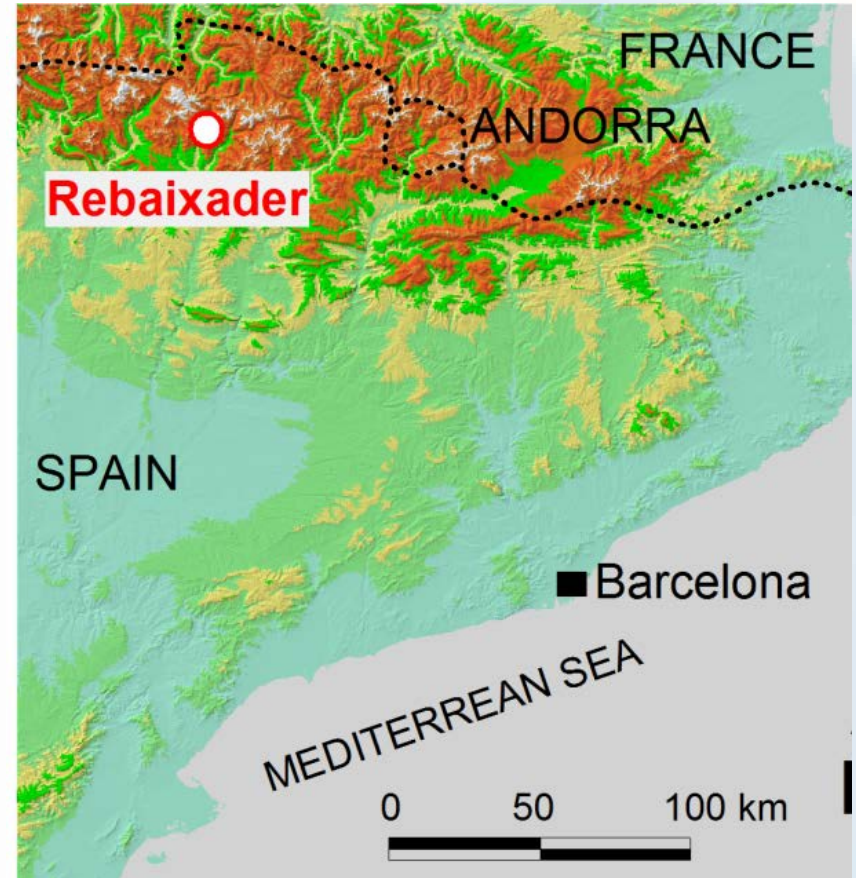 FRANCE
ANDORRA
Rebaixader
SPAIN
Barcelona
MEDITERREAN SEA
0 50 100 km